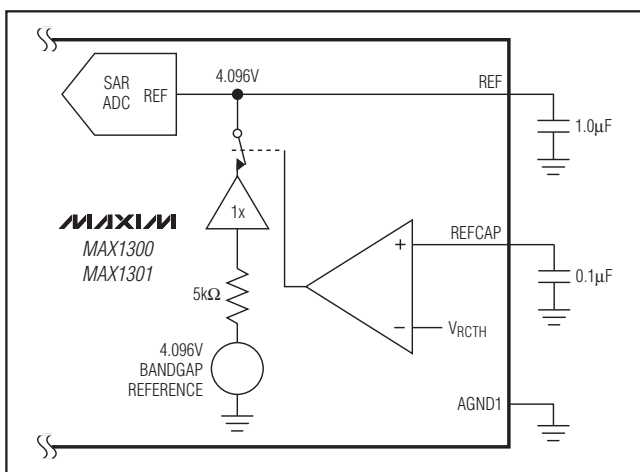 4.096V
REF
SAR
ADC
REF
1.0µF
1x
MAXIM
MAX1300
MAX1301
REFCAP
0.1µF
5kΩ
+
−
VRCTH
4.096V
BANDGAP
REFERENCE
AGND1